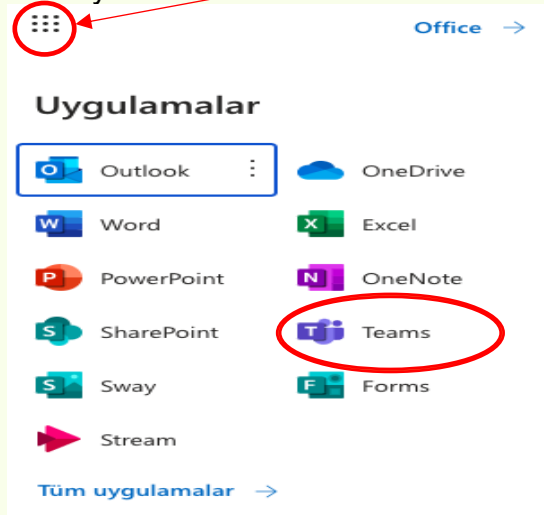 Office →
Uygulamalar
Outlook OneDrive
Word Excel
PowerPoint OneNote
SharePoint Teams
Sway Forms
Stream
Tüm uygulamalar →